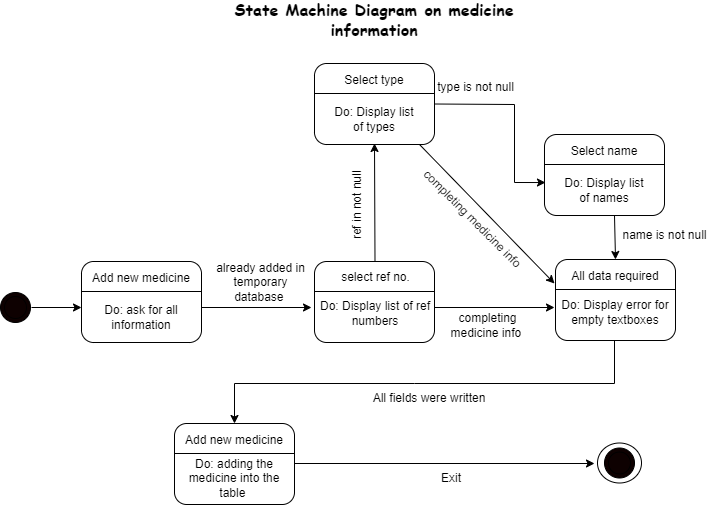 State Machine Diagram on medicine
information
Select type
Do: Display list
of types
type is not null
Select name
Do: Display list
of names
ref in not null
completing medicine info
name is not null
Add new medicine
Do: ask for all
information
already added in
temporary
database
select ref no.
Do: Display list of ref
numbers
completing
medicine info
All data required
Do: Display error for
empty textboxes
All fields were written
Add new medicine
Do: adding the
medicine into the
table
Exit